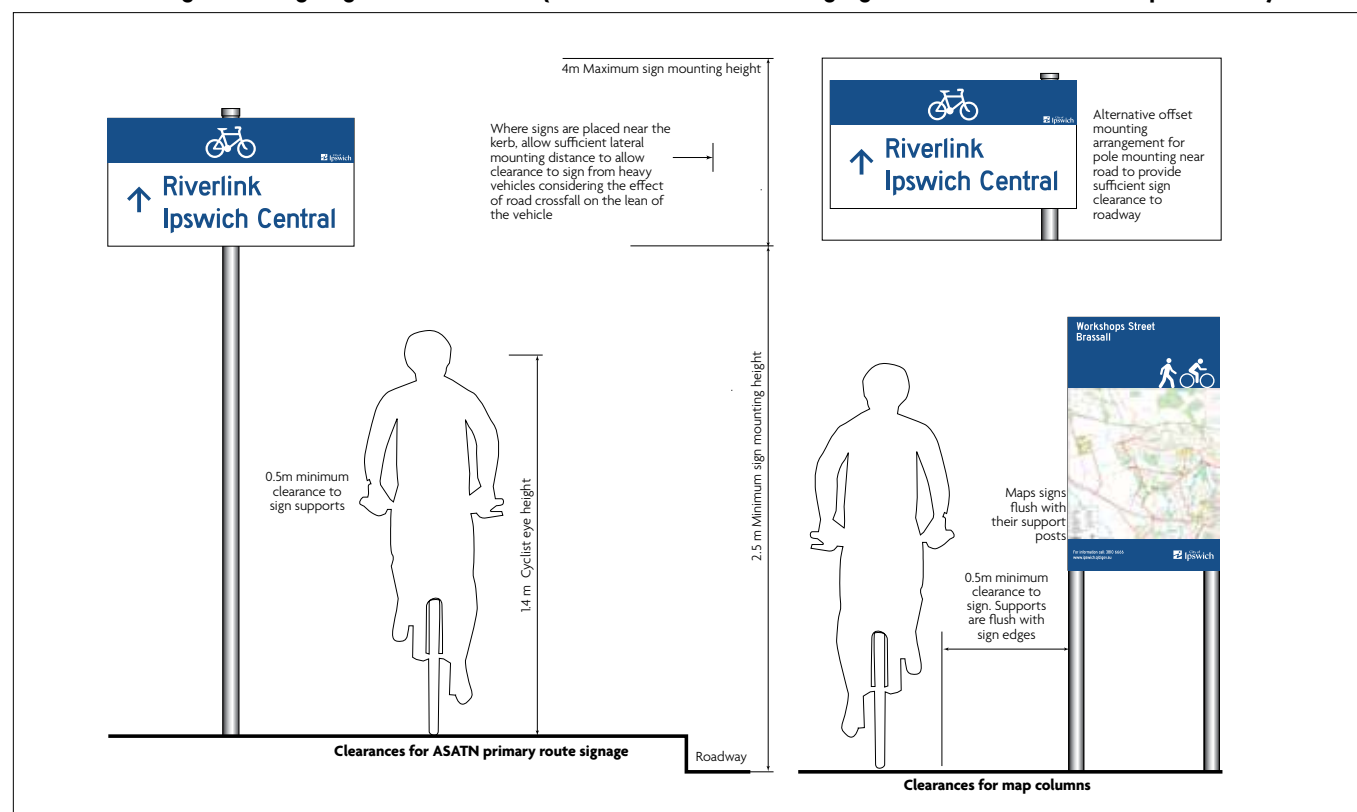 4m Maximum sign mounting height
Where signs are placed near the
kerb, allow sufficient lateral
mounting distance to allow
clearance to sign from heavy
vehicles considering the effect
of road crossfall on the lean of
the vehicle
Ipswich
Riverlink
Ipswich Central
Ipswich
Riverlink
Ipswich Central
Alternative offset
mounting
arrangement for
pole mounting near
road to provide
sufficient sign
clearance to
roadway
0.5m minimum
clearance to
sign supports
1.4 m Cyclist eye height
2.5 m Minimum sign mounting height
Workshops Street
Brassall
Maps signs
flush with
their support
posts
Ipswich
0.5m minimum
clearance to
sign. Supports
are flush with
sign edges
Clearances for ASATN primary route signage
Roadway
Clearances for map columns